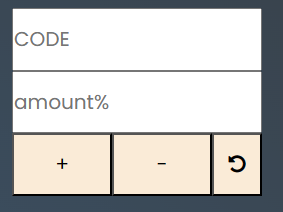 CODE
amount%
+ -